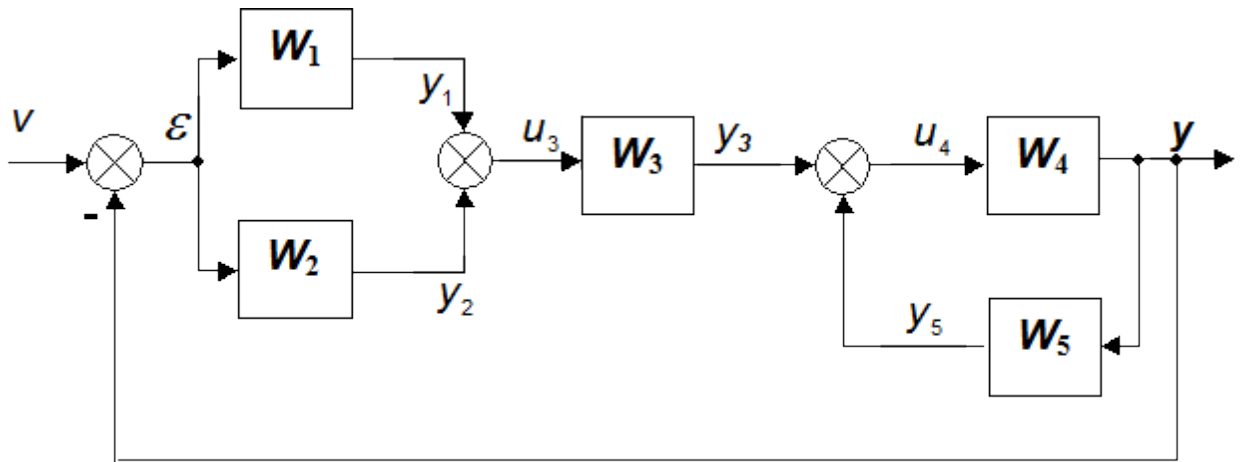 W₁
v
ε
y₁
u₃
W₃
y₃
u₄
W₄
y
-
W₂
y₂
y₅
W₅